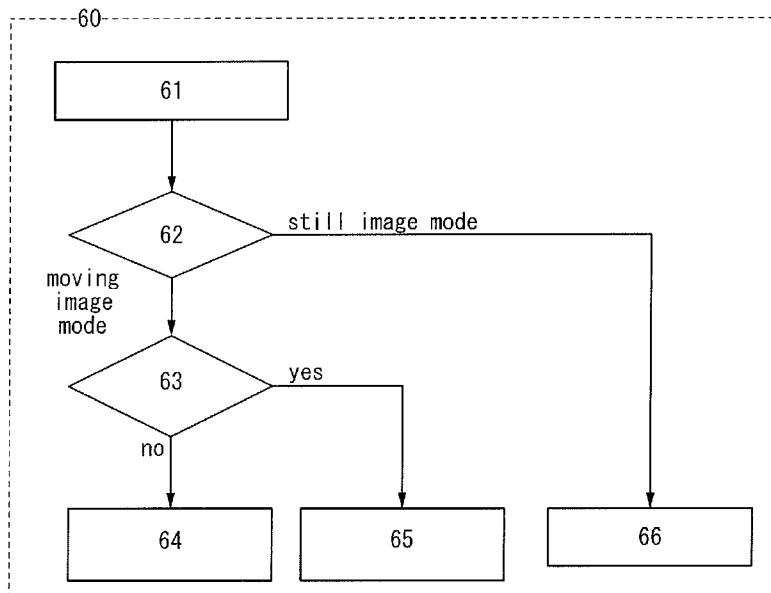 60
61
62
still image mode
moving
image
mode
63
yes
no
64
65
66